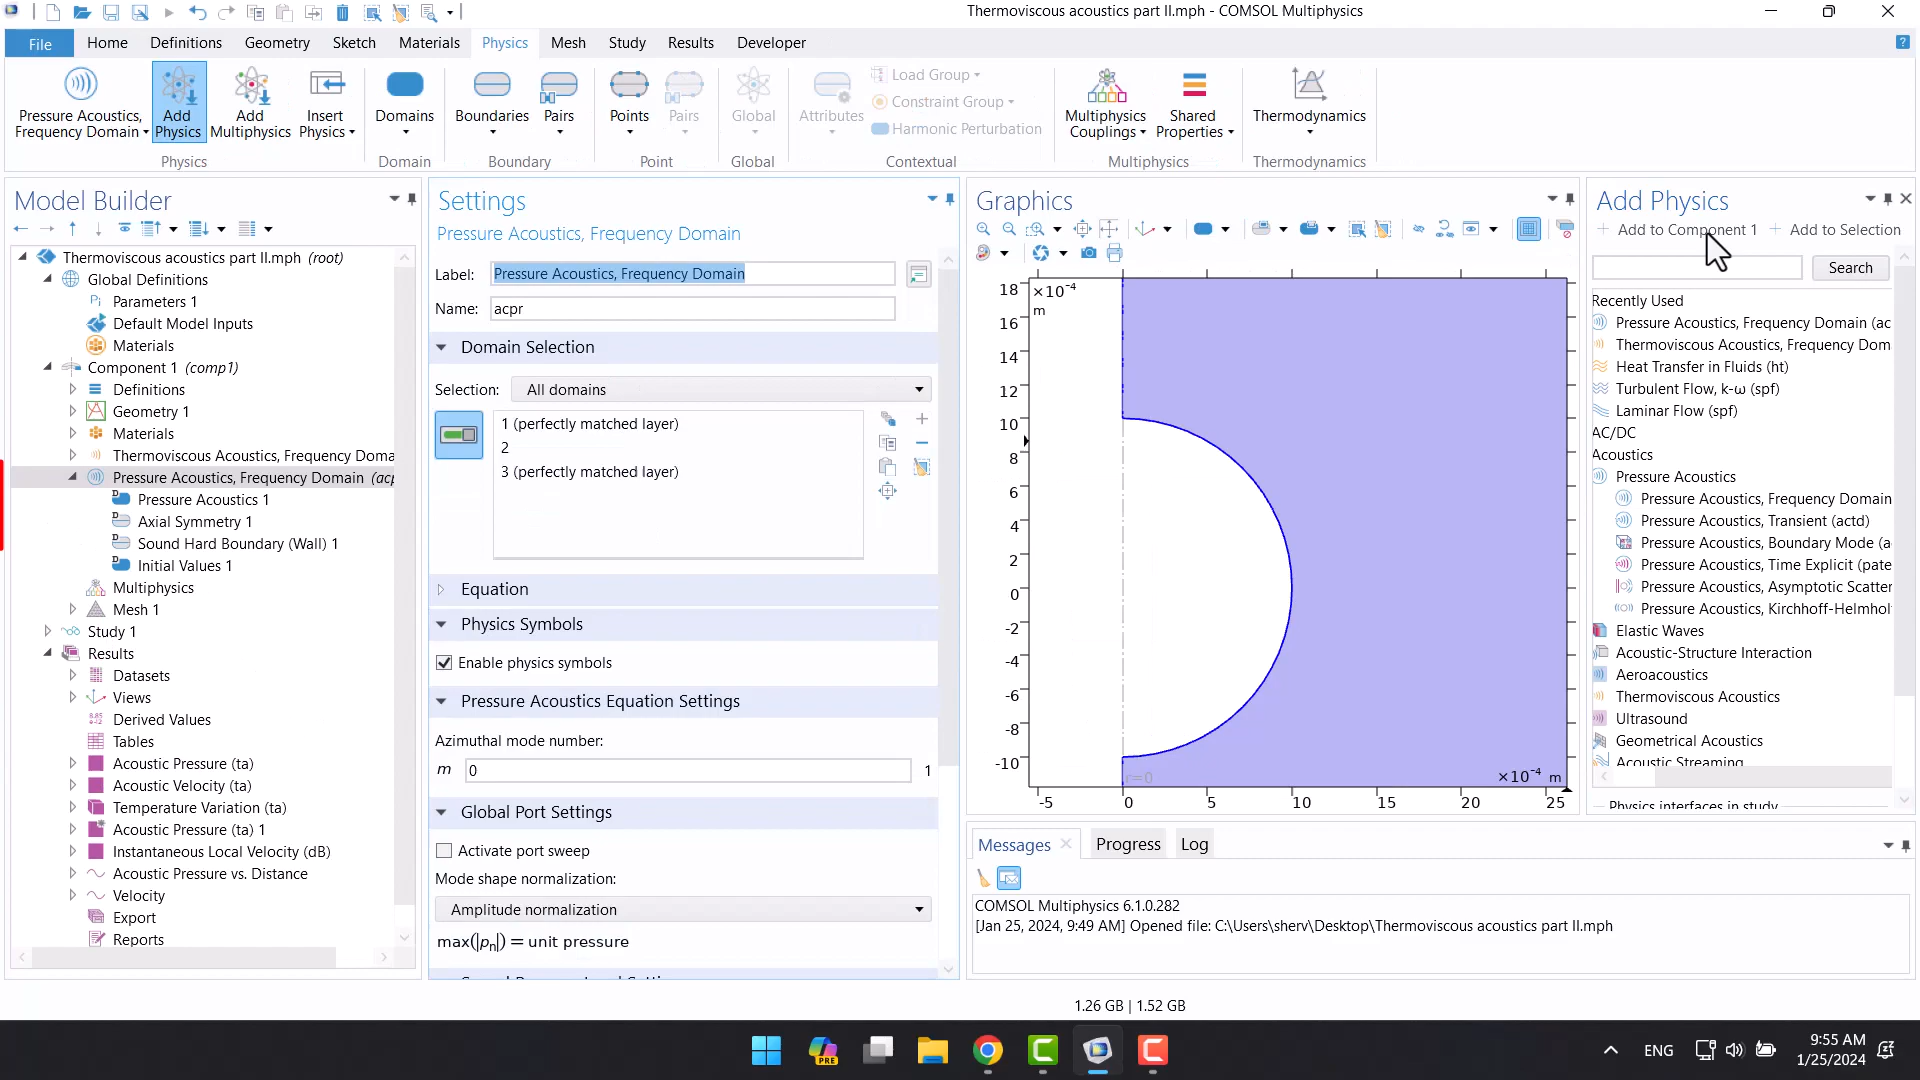 Thermoviscous acoustics part II.mph - COMSOL Multiphysics
File
Home
Definitions
Geometry
Sketch
Materials
Physics
Mesh
Study
Results
Developer
Pressure Acoustics,
Frequency Domain
Add
Physics
Add
Multiphysics
Insert
Physics
Domains
Boundaries
Pairs
Points
Pairs
Global
Attributes
Load Group
Constraint Group
Harmonic Perturbation
Multiphysics
Couplings
Shared
Properties
Thermodynamics
Physics
Domain
Boundary
Point
Global
Contextual
Multiphysics
Thermodynamics
Model Builder
Thermoviscous acoustics part II.mph (root)
Global Definitions
Pi Parameters 1
Default Model Inputs
Materials
Component 1 (comp1)
Definitions
Geometry 1
Materials
Thermoviscous Acoustics, Frequency Doma
Pressure Acoustics, Frequency Domain (acp
Pressure Acoustics 1
Axial Symmetry 1
Sound Hard Boundary (Wall) 1
Initial Values 1
Multiphysics
Mesh 1
Study 1
Results
Datasets
Views
Derived Values
Tables
Acoustic Pressure (ta)
Acoustic Velocity (ta)
Temperature Variation (ta)
Acoustic Pressure (ta) 1
Instantaneous Local Velocity (dB)
Acoustic Pressure vs. Distance
Velocity
Export
Reports
Settings
Pressure Acoustics, Frequency Domain
Label: Pressure Acoustics, Frequency Domain
Name: acpr
Domain Selection
Selection: All domains
1 (perfectly matched layer)
2
3 (perfectly matched layer)
Equation
Physics Symbols
Enable physics symbols
Pressure Acoustics Equation Settings
Azimuthal mode number:
m 0 1
Global Port Settings
Activate port sweep
Mode shape normalization:
Amplitude normalization
max(|pn|) = unit pressure
Graphics
18
16
14
12
10
8
6
4
2
0
-2
-4
-6
-8
-10
×10-4
m
r=0
×10-4 m
-5 0 5 10 15 20 25
Add Physics
Add to Component 1
Add to Selection
Search
Recently Used
Pressure Acoustics, Frequency Domain (ac
Thermoviscous Acoustics, Frequency Dom
Heat Transfer in Fluids (ht)
Turbulent Flow, k-ω (spf)
Laminar Flow (spf)
AC/DC
Acoustics
Pressure Acoustics
Pressure Acoustics, Frequency Domain
Pressure Acoustics, Transient (actd)
Pressure Acoustics, Boundary Mode (a
Pressure Acoustics, Time Explicit (pate
Pressure Acoustics, Asymptotic Scatter
Pressure Acoustics, Kirchhoff-Helmhol
Elastic Waves
Acoustic-Structure Interaction
Aeroacoustics
Thermoviscous Acoustics
Ultrasound
Geometrical Acoustics
Acoustic Streaming
Physics interfaces in study
Messages
Progress
Log
COMSOL Multiphysics 6.1.0.282
[Jan 25, 2024, 9:49 AM] Opened file: C:\Users\sherv\Desktop\Thermoviscous acoustics part II.mph
1.26 GB | 1.52 GB
PRE
ENG
9:55 AM
1/25/2024